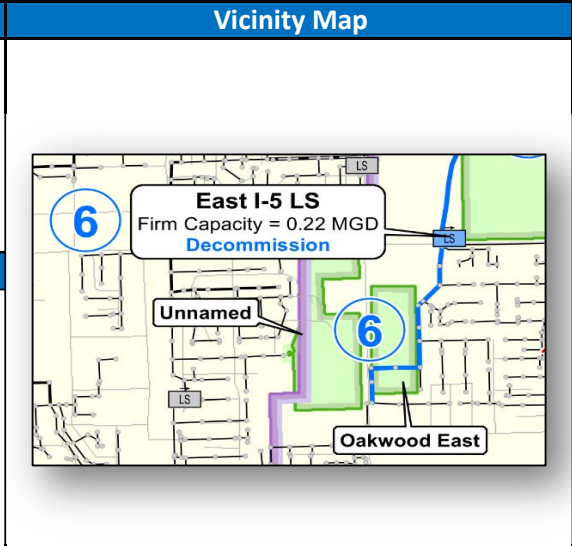 Vicinity Map
LS
6
East I-5 LS
Firm Capacity = 0.22 MGD
Decommission
LS
Unnamed
6
LS
Oakwood East